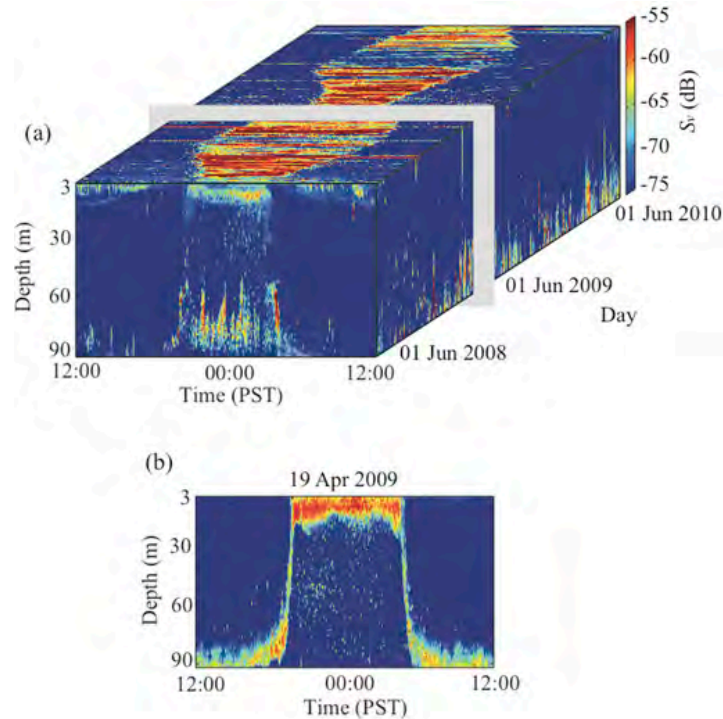 (a)
-55
-60
-65
-70
-75
Sv (dB)
3
30
60
90
Depth (m)
12:00
00:00
12:00
Time (PST)
01 Jun 2008
01 Jun 2009
01 Jun 2010
Day
(b)
19 Apr 2009
3
30
60
90
Depth (m)
12:00
00:00
12:00
Time (PST)